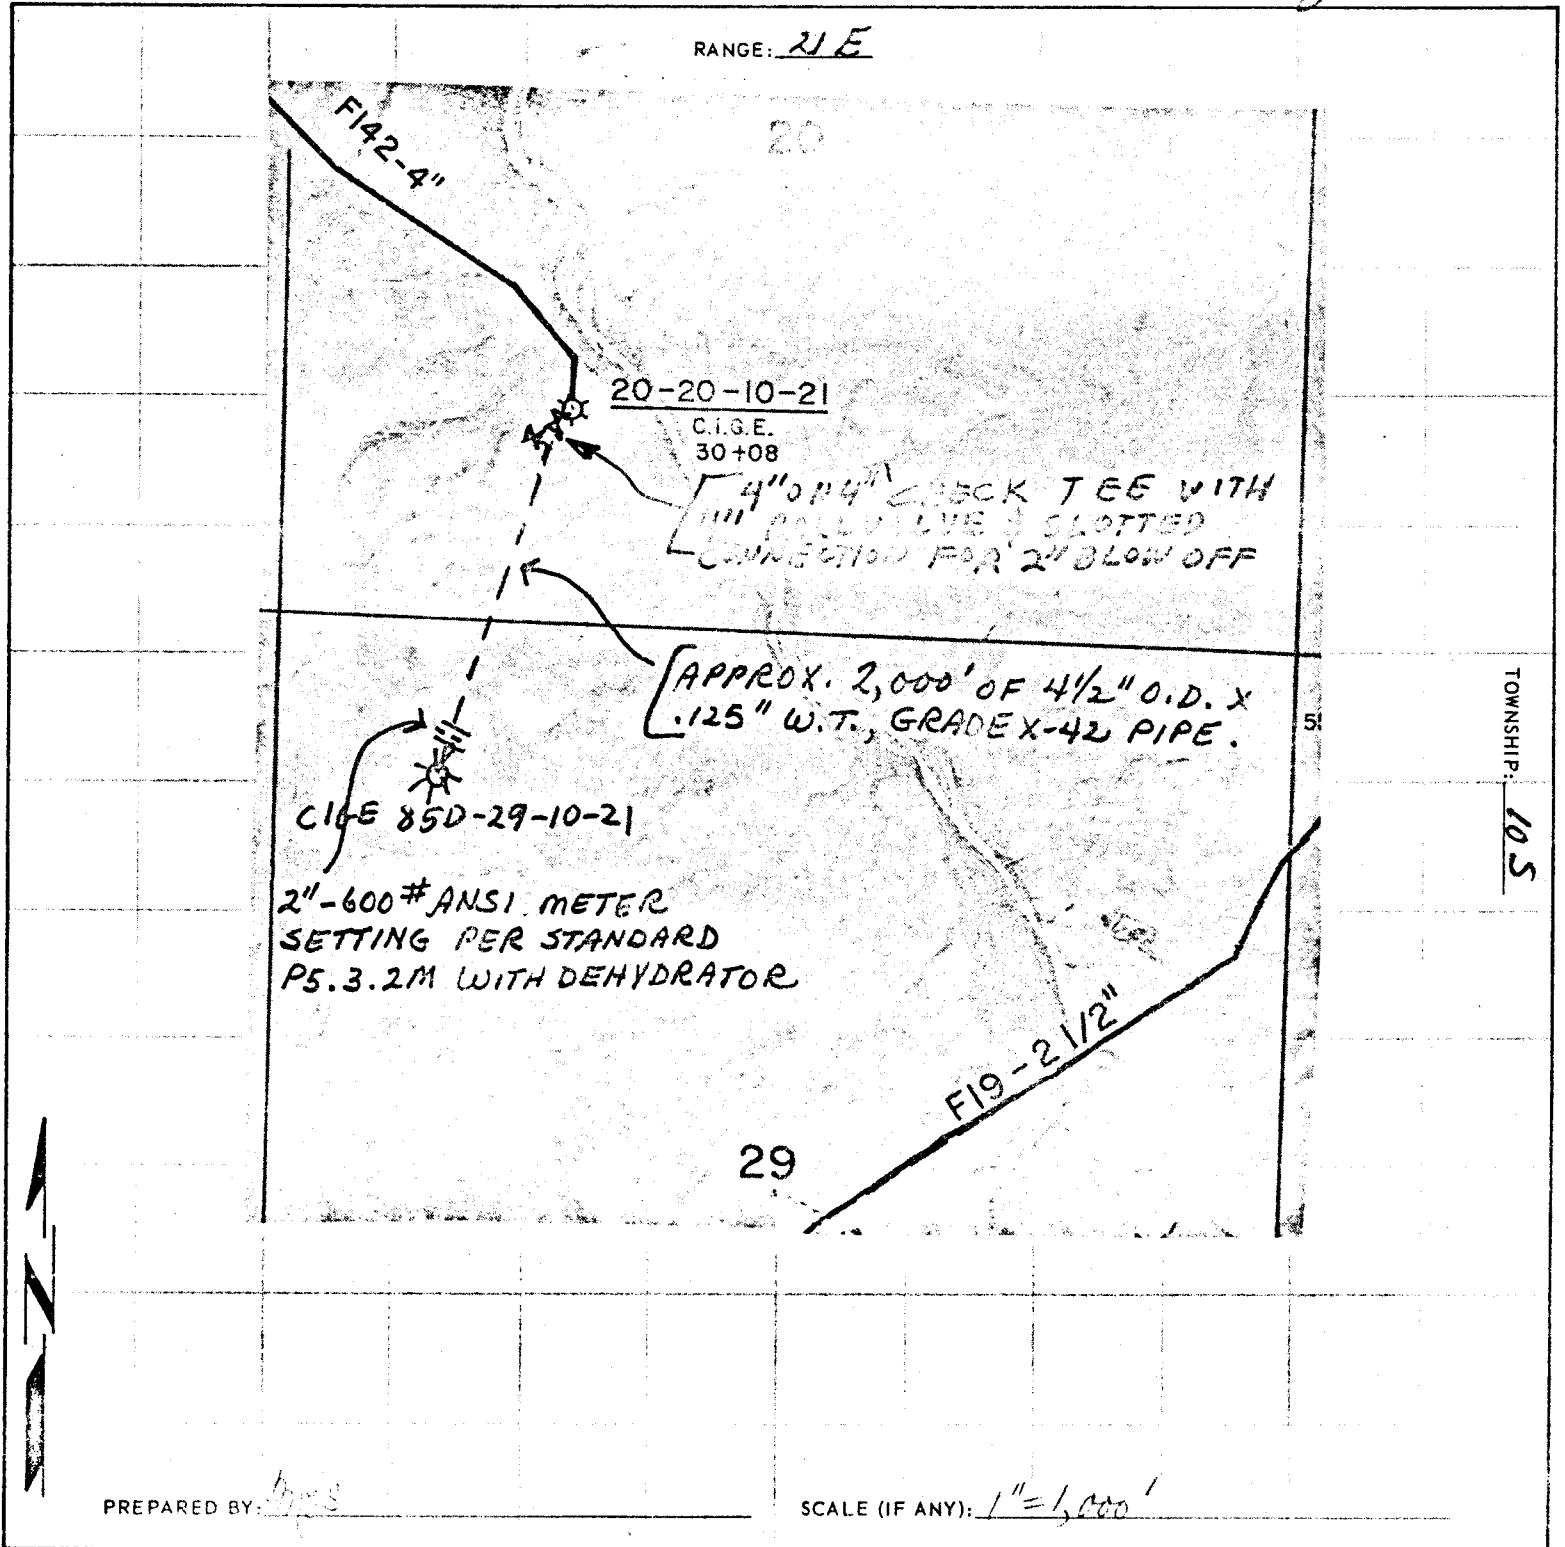 RANGE: 21 E
20
F142-4"
20-20-10-21
C.I.G.E.
30+08
4" CHECK TEE WITH
SLOTTED
CONNECTION FOR 2" BLOW OFF
APPROX. 2,000' OF 4 1/2" O.D. X
.125" W.T., GRADE X-42 PIPE.
TOWNSHIP: 10 S
CIGE 85D-29-10-21
2"-600# ANSI METER
SETTING PER STANDARD
P5.3.2M WITH DEHYDRATOR
F19-2 1/2"
29
N
PREPARED BY:
SCALE (IF ANY): 1"=1,000'